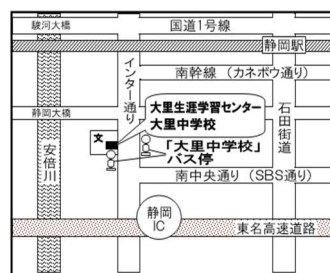 駿河大橋
国道1号線
静岡駅
インター通り
南幹線（カネボウ通り）
大里生涯学習センター
大里中学校
静岡大橋
文
「大里中学校」
バス停
石田街道
安倍川
南中央通り（SBS通り）
静岡
IC
東名高速道路